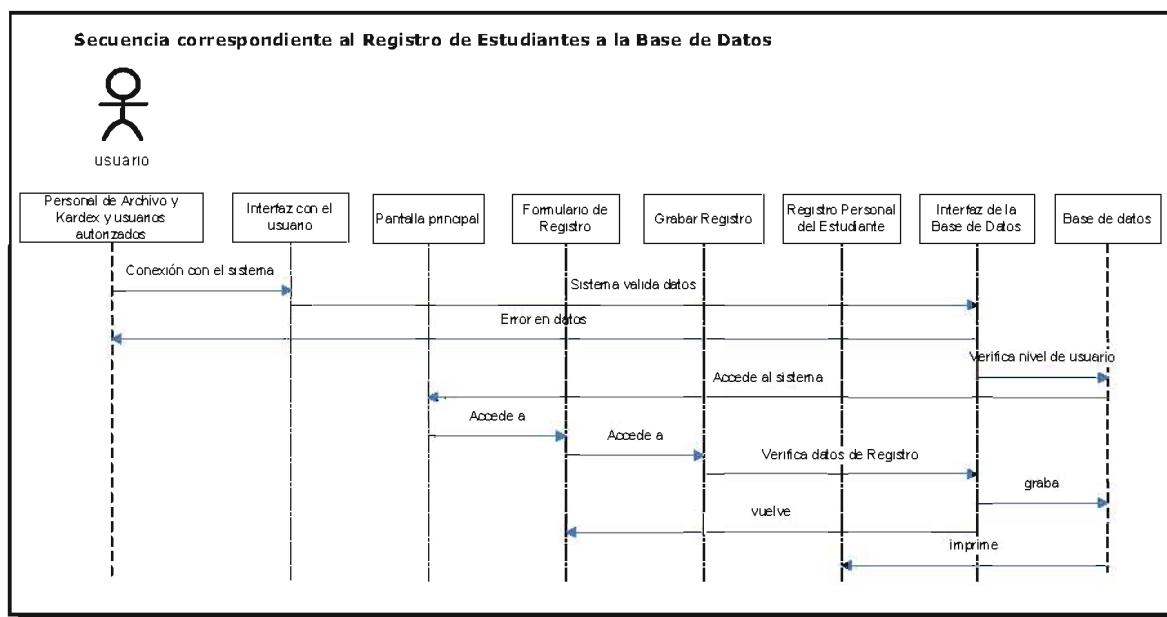 Secuencia correspondiente al Registro de Estudiantes a la Base de Datos
usuario
Personal de Archivo y
Kardex y usuarios
autorizados
Interfaz con el
usuario
Pantalla principal
Formulario de
Registro
Grabar Registro
Registro Personal
del Estudiante
Interfaz de la
Base de Datos
Base de datos
Conexión con el sistema
Sistema valida datos
Error en datos
Verifica nivel de usuario
Accede al sistema
Accede a
Accede a
Verifica datos de Registro
graba
vuelve
imprime